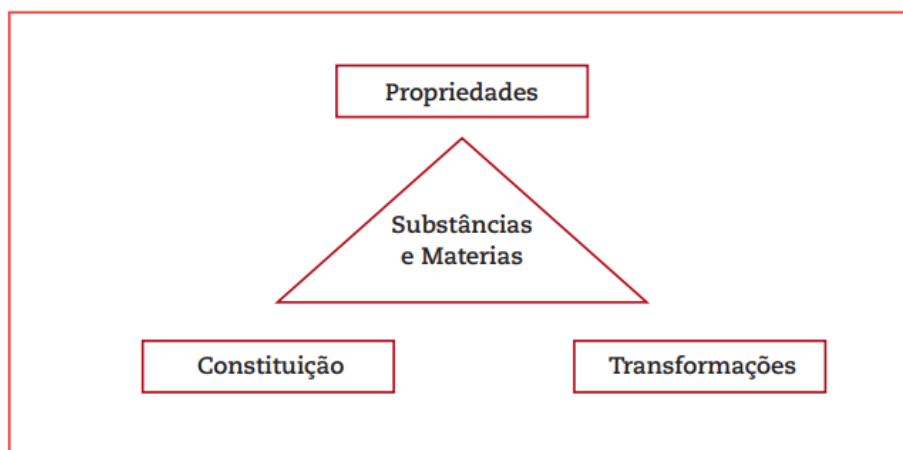 Propriedades
Substâncias
e Materias
Constituição
Transformações